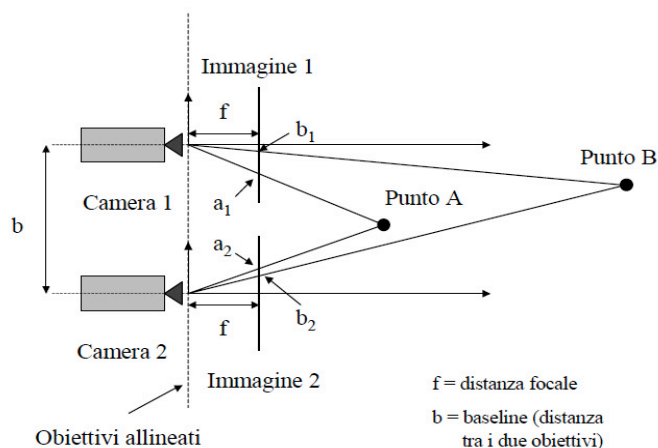 Immagine 1
f
b₁
Punto B
Camera 1
a₁
Punto A
b
a₂
f
b₂
Camera 2
Immagine 2
f = distanza focale
Obiettivi allineati
b = baseline (distanza
tra i due obiettivi)